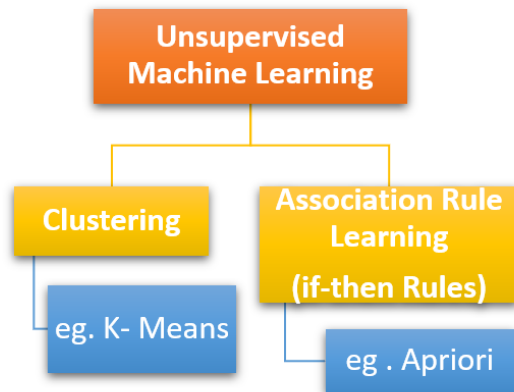 Unsupervised
Machine Learning
Clustering
eg. K- Means
Association Rule
Learning
(if-then Rules)
eg . Apriori